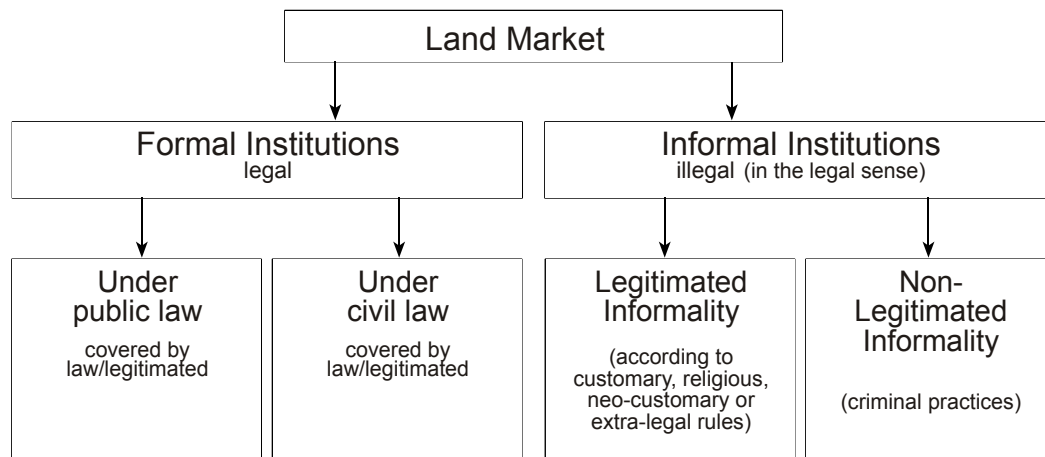 Land Market
Formal Institutions
legal
Informal Institutions
illegal (in the legal sense)
Under
public law
covered by
law/legitimated
Under
civil law
covered by
law/legitimated
Legitimated
Informality
(according to
customary, religious,
neo-customary or
extra-legal rules)
Non-
Legitimated
Informality
(criminal practices)